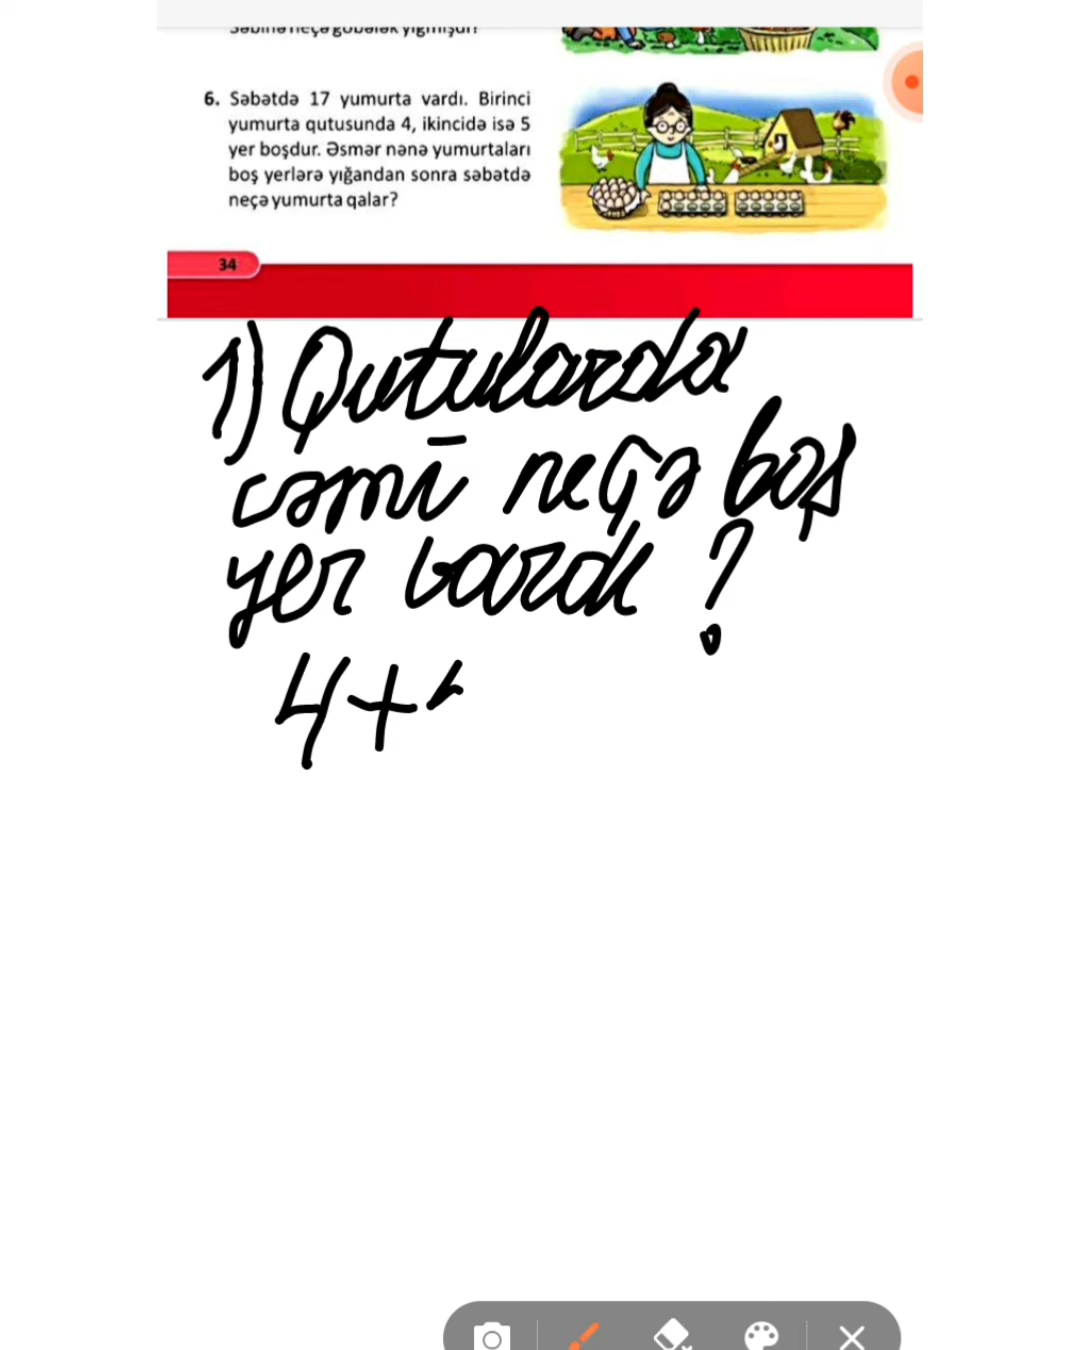 6. Səbətdə 17 yumurta vardı. Birinci
yumurta qutusunda 4, ikincidə isə 5
yer boşdur. Əsmər nənə yumurtaları
boş yerlərə yığandan sonra səbətdə
neçə yumurta qalar?
34
1) Qutularda
cəmi neçə boş
yer vardı ?
4+